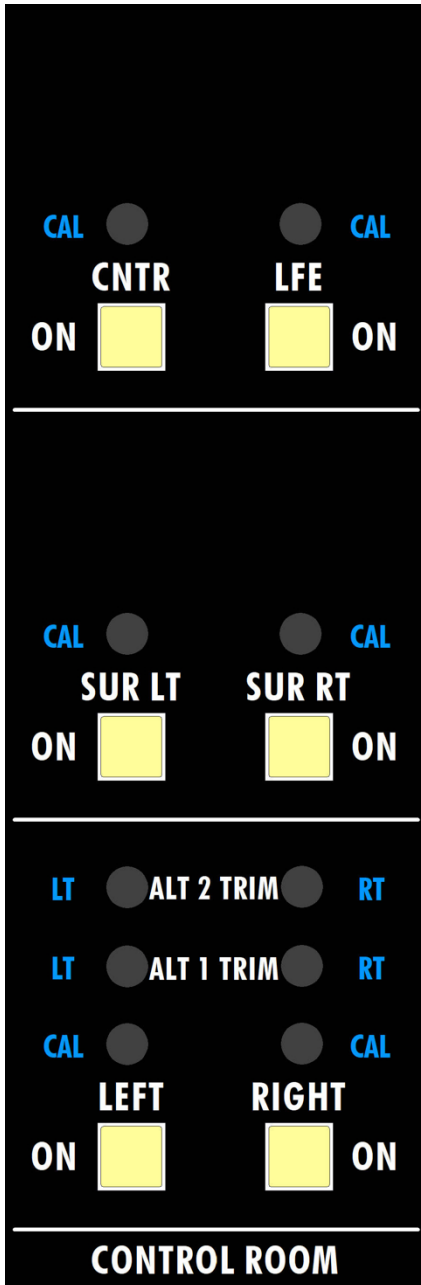 CAL CAL
CNTR LFE
ON ON
CAL CAL
SUR LT SUR RT
ON ON
LT ALT 2 TRIM RT
LT ALT 1 TRIM RT
CAL CAL
LEFT RIGHT
ON ON
CONTROL ROOM